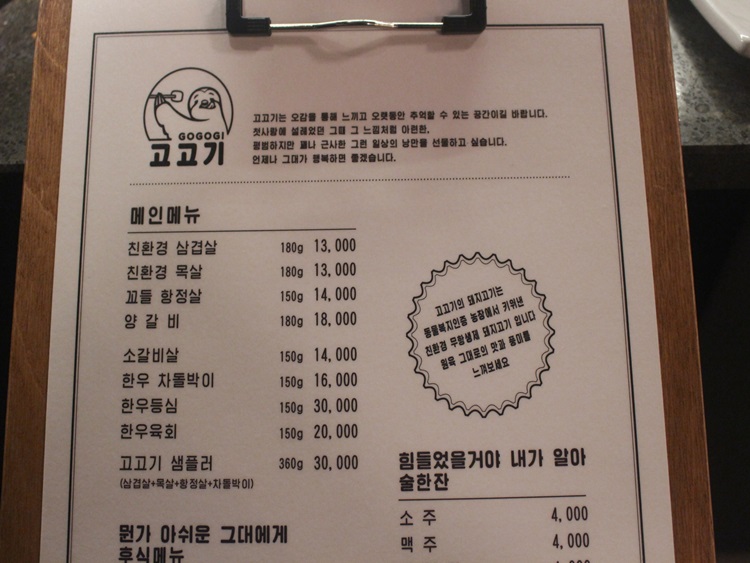 GOGOGI
고고기
고고기는 오감을 통해 느끼고 오랫동안 추억할 수 있는 공간이길 바랍니다.
첫사랑에 설레었던 그때 그 느낌처럼 아련한,
평범하지만 꽤나 근사한 그런 일상의 낭만을 선물하고 싶습니다.
언제나 그대가 행복하면 좋겠습니다.
메인메뉴
친환경 삼겹살 180g 13,000
친환경 목살 180g 13,000
꼬들 항정살 150g 14,000
양 갈 비 180g 18,000
소갈비살 150g 14,000
한우 차돌박이 150g 16,000
한우등심 150g 30,000
한우육회 150g 20,000
고고기 샘플러 360g 30,000
(삼겹살+목살+항정살+차돌박이)
고고기의 돼지고기는
동물복지인증 농장에서 키워낸
친환경 무항생제 돼지고기 입니다
원육 그대로의 맛과 풍미를
느껴보세요
힘들었을거야 내가 알아
술한잔
소 주 4,000
맥 주 4,000
뭔가 아쉬운 그대에게
후식메뉴